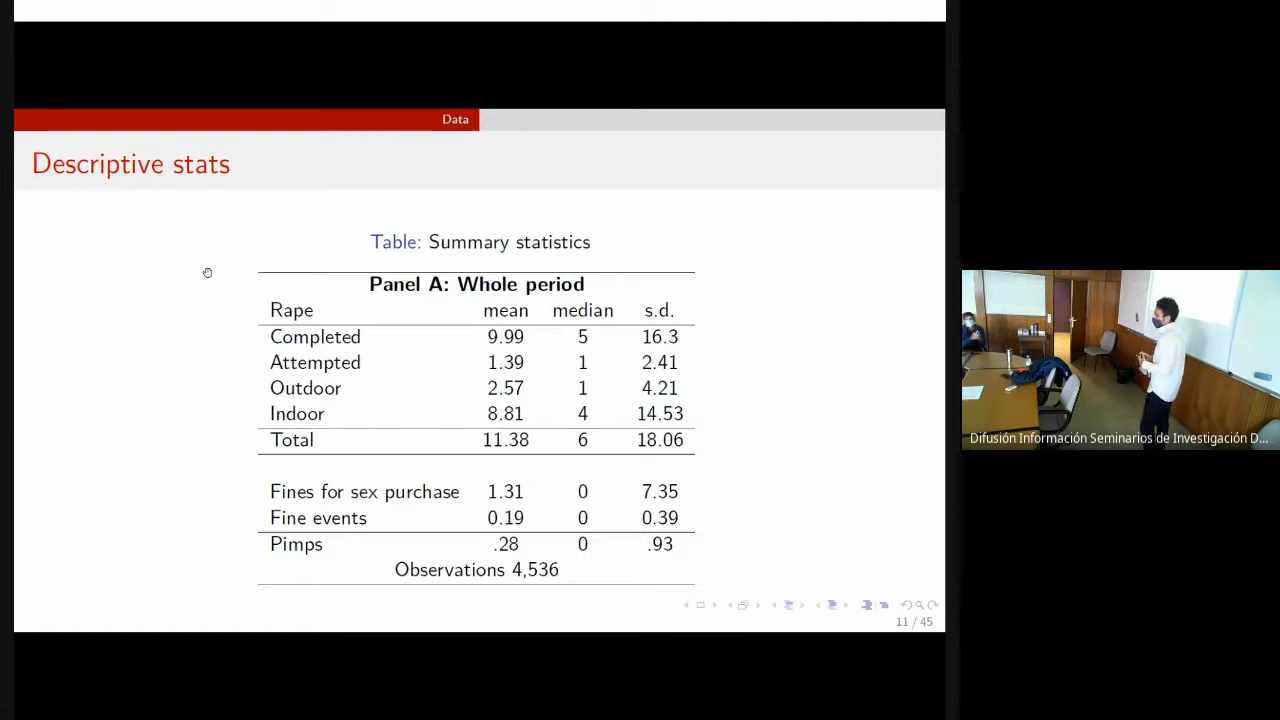 Data
Descriptive stats
Table: Summary statistics
Panel A: Whole period
Rape mean median s.d.
Completed 9.99 5 16.3
Attempted 1.39 1 2.41
Outdoor 2.57 1 4.21
Indoor 8.81 4 14.53
Total 11.38 6 18.06
Fines for sex purchase 1.31 0 7.35
Fine events 0.19 0 0.39
Pimps .28 0 .93
Observations 4,536
11 / 45
Difusión Información Seminarios de Investigación D...